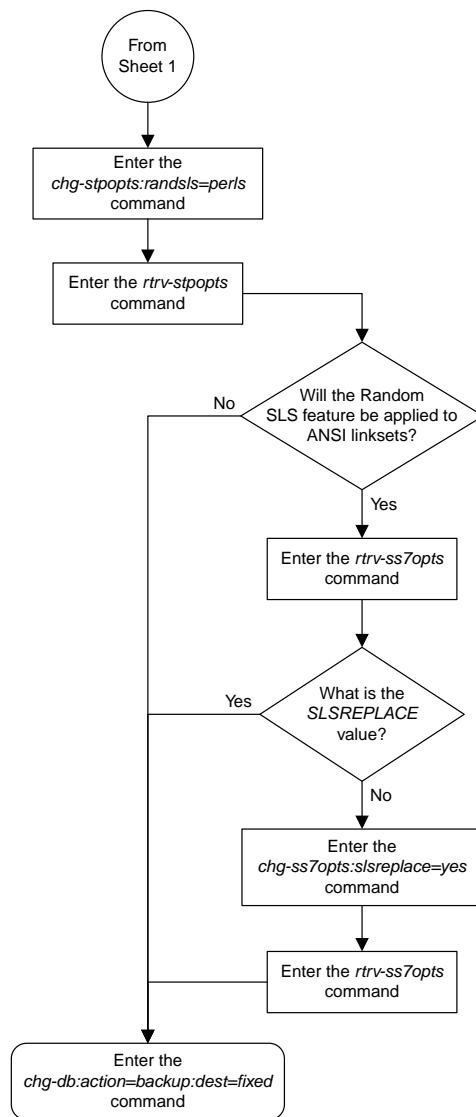 From
Sheet 1
Enter the
chg-stpopts:randsls=perls
command
Enter the rtrv-stpopts
command
Will the Random
SLS feature be applied to
ANSI linksets?
No
Yes
Enter the rtrv-ss7opts
command
What is the
SLSREPLACE
value?
Yes
No
Enter the
chg-ss7opts:slsreplace=yes
command
Enter the rtrv-ss7opts
command
Enter the
chg-db:action=backup:dest=fixed
command